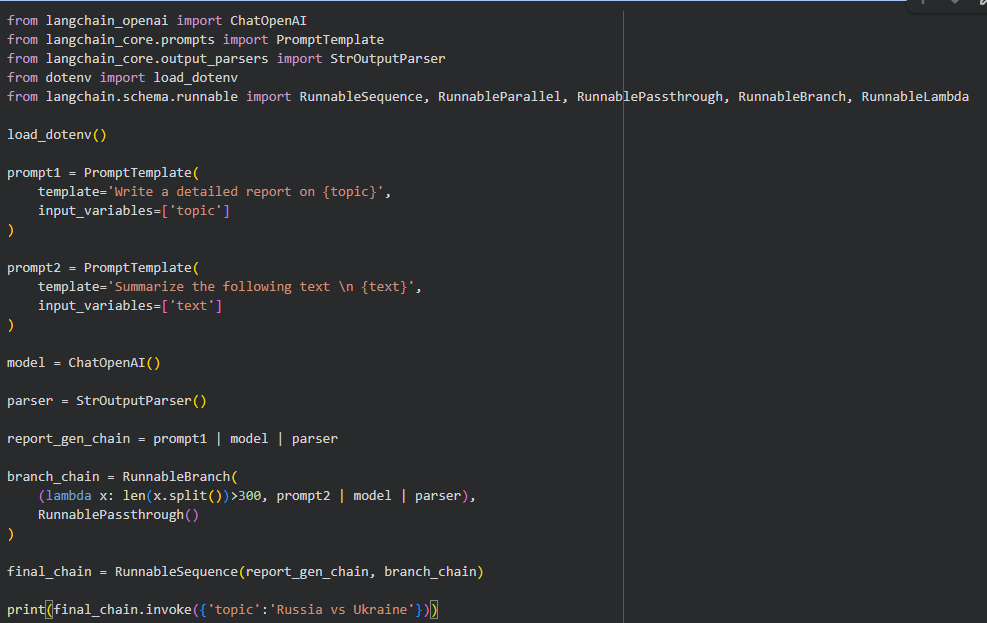 from langchain_openai import ChatOpenAI
from langchain_core.prompts import PromptTemplate
from langchain_core.output_parsers import StrOutputParser
from dotenv import load_dotenv
from langchain.schema.runnable import RunnableSequence, RunnableParallel, RunnablePassthrough, RunnableBranch, RunnableLambda

load_dotenv()

prompt1 = PromptTemplate(
    template='Write a detailed report on {topic}',
    input_variables=['topic']
)

prompt2 = PromptTemplate(
    template='Summarize the following text \n {text}',
    input_variables=['text']
)

model = ChatOpenAI()

parser = StrOutputParser()

report_gen_chain = prompt1 | model | parser

branch_chain = RunnableBranch(
    (lambda x: len(x.split())>300, prompt2 | model | parser),
    RunnablePassthrough()
)

final_chain = RunnableSequence(report_gen_chain, branch_chain)

print(final_chain.invoke({'topic':'Russia vs Ukraine'}))